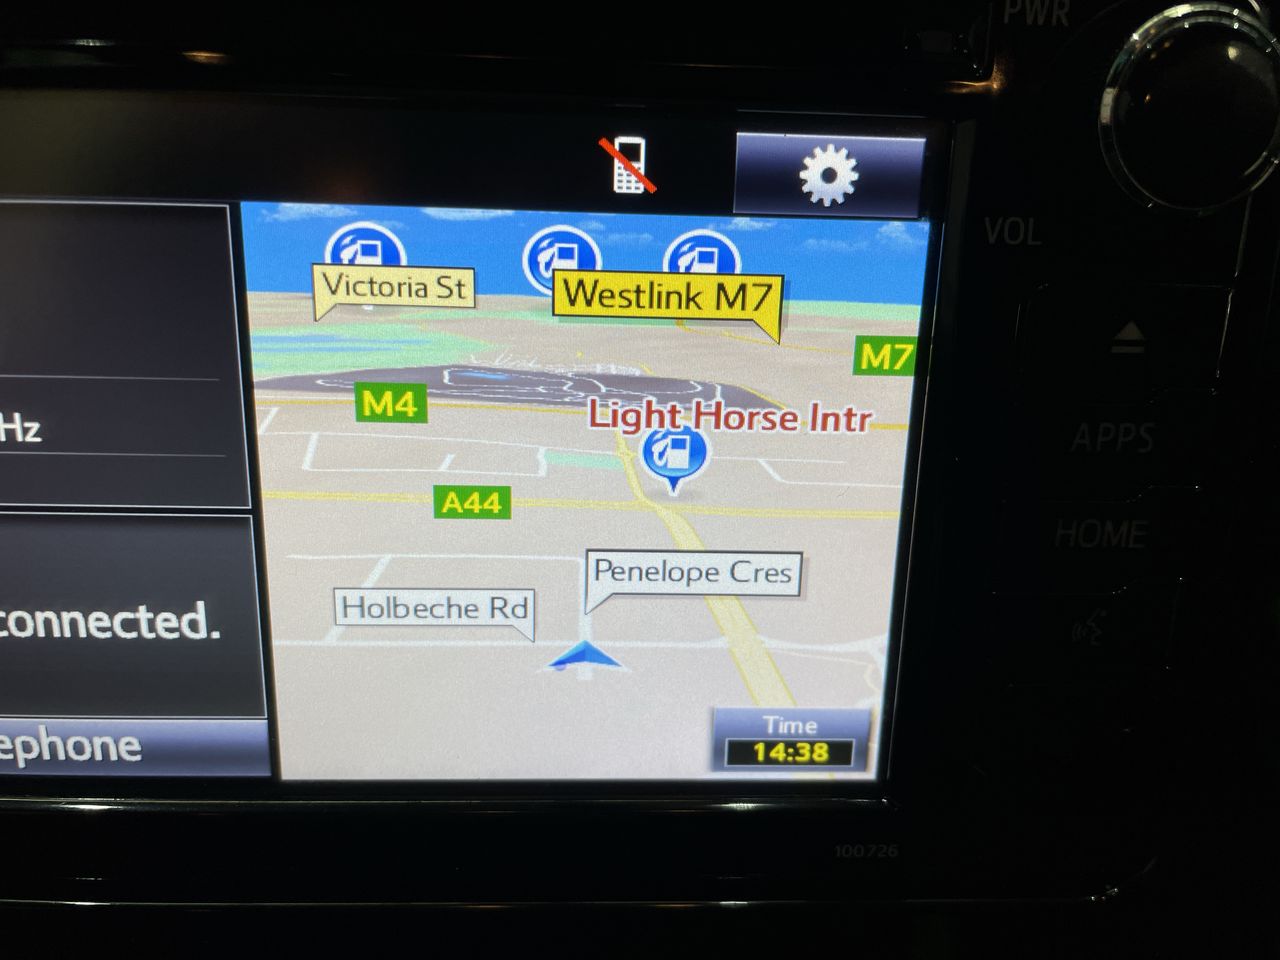 PWR
VOL
Victoria St
Westlink M7
M7
M4
Light Horse Intr
Hz
APPS
A44
HOME
Penelope Cres
Holbeche Rd
connected.
Time
ephone
14:38
100726